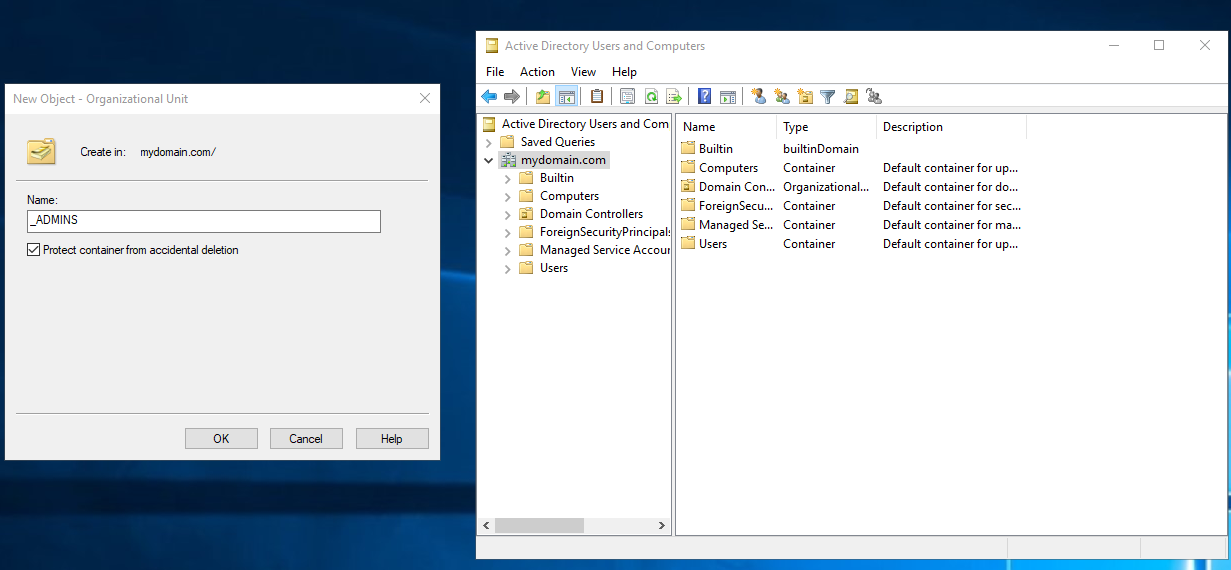 New Object - Organizational Unit
Create in: mydomain.com/
Name:
_ADMINS
Protect container from accidental deletion
OK Cancel Help
Active Directory Users and Computers
File Action View Help
Active Directory Users and Com
Saved Queries
mydomain.com
Builtin
Computers
Domain Controllers
ForeignSecurityPrincipals
Managed Service Accour
Users
Name Type Description
Builtin builtinDomain
Computers Container Default container for up...
Domain Con... Organizational... Default container for do...
ForeignSecu... Container Default container for sec...
Managed Se... Container Default container for ma...
Users Container Default container for up...